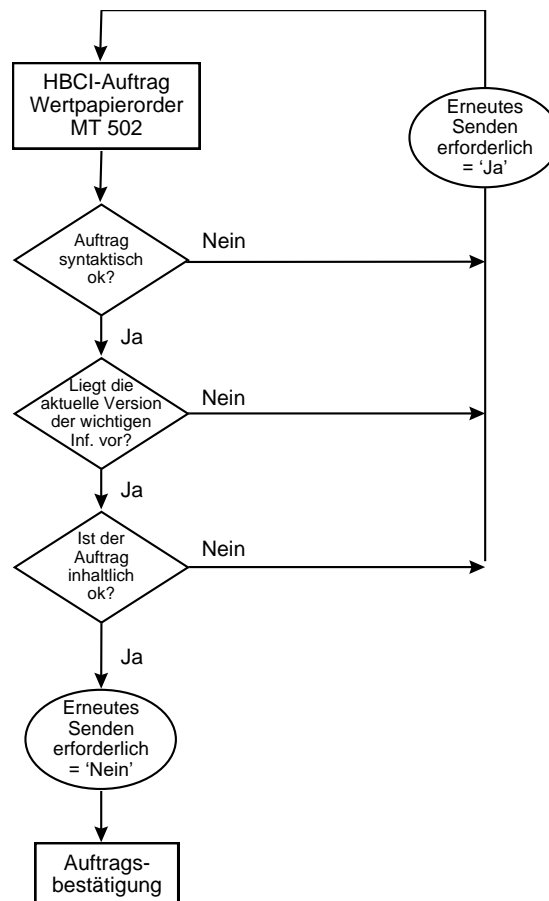 HBCI-Auftrag
Wertpapierorder
MT 502
Erneutes
Senden
erforderlich
= ‘Ja’
Auftrag
syntaktisch
ok?
Nein
Ja
Liegt die
aktuelle Version
der wichtigen
Inf. vor?
Nein
Ja
Ist der
Auftrag
inhaltlich
ok?
Nein
Ja
Erneutes
Senden
erforderlich
= ‘Nein’
Auftrags-
bestätigung